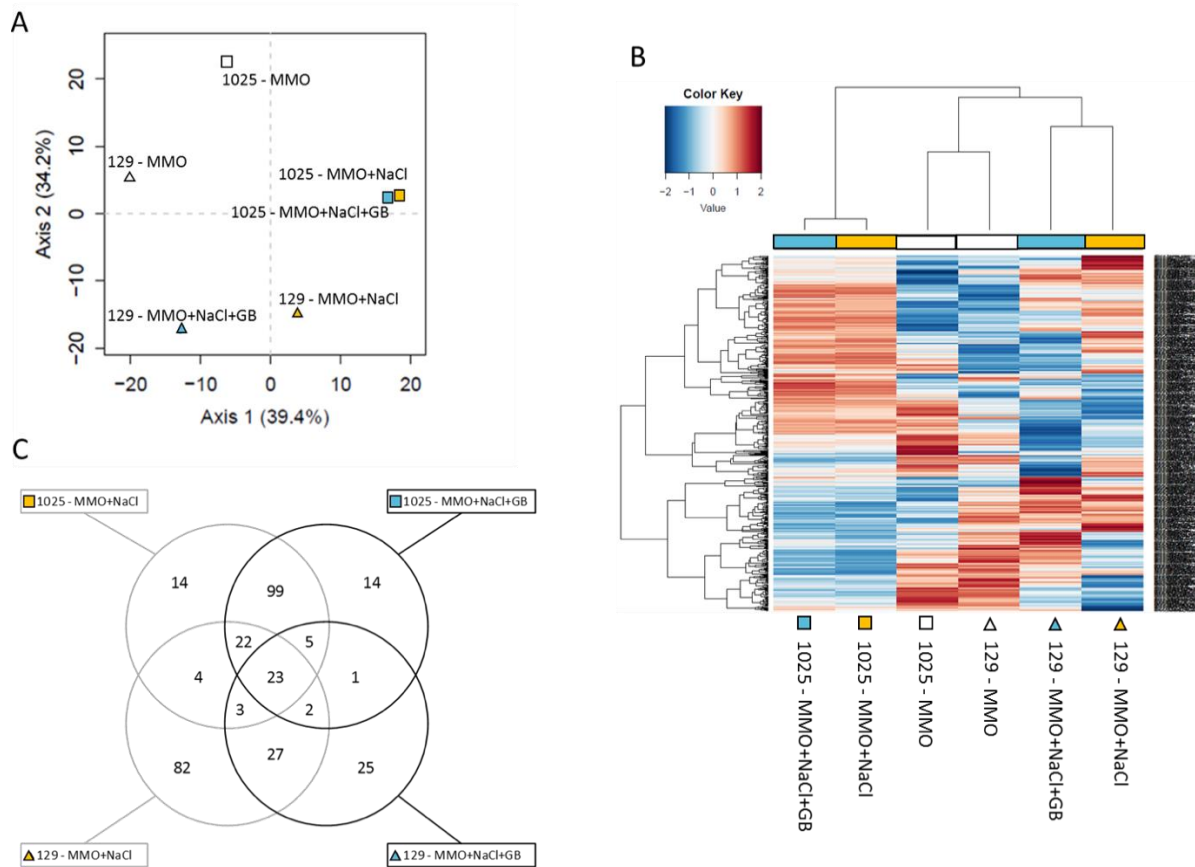 A
1025 - MMO
129 - MMO
1025 - MMO+NaCl
1025 - MMO+NaCl+GB
129 - MMO+NaCl
129 - MMO+NaCl+GB
Axis 2 (34.2%)
20
10
0
−10
−20
−20
−10
0
10
20
Axis 1 (39.4%)
B
Color Key
−2
−1
0
1
2
Value
1025 - MMO+NaCl+GB
1025 - MMO+NaCl
1025 - MMO
129 - MMO
129 - MMO+NaCl+GB
129 - MMO+NaCl
C
1025 - MMO+NaCl
1025 - MMO+NaCl+GB
14
99
14
22
5
4
23
1
3
2
82
27
25
129 - MMO+NaCl
129 - MMO+NaCl+GB